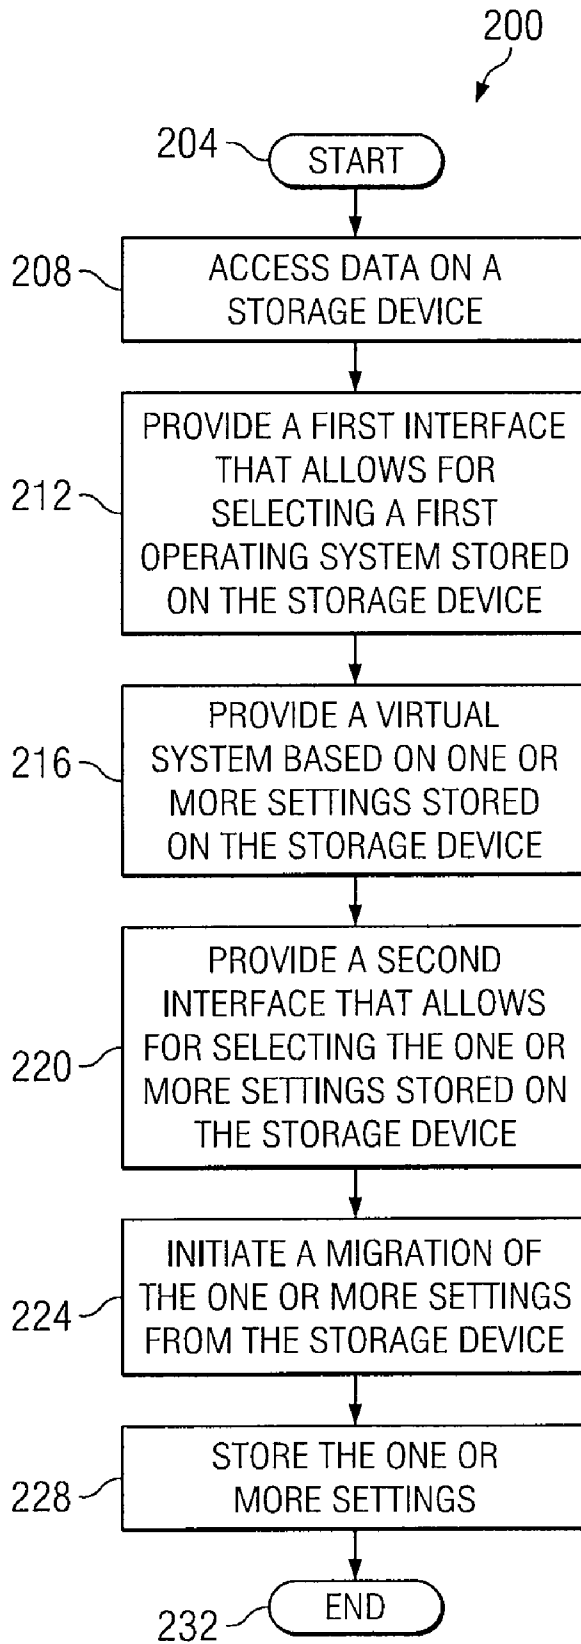 200
204
START
208
ACCESS DATA ON A
STORAGE DEVICE
212
PROVIDE A FIRST INTERFACE
THAT ALLOWS FOR
SELECTING A FIRST
OPERATING SYSTEM STORED
ON THE STORAGE DEVICE
216
PROVIDE A VIRTUAL
SYSTEM BASED ON ONE OR
MORE SETTINGS STORED
ON THE STORAGE DEVICE
220
PROVIDE A SECOND
INTERFACE THAT ALLOWS
FOR SELECTING THE ONE OR
MORE SETTINGS STORED ON
THE STORAGE DEVICE
224
INITIATE A MIGRATION OF
THE ONE OR MORE SETTINGS
FROM THE STORAGE DEVICE
228
STORE THE ONE OR
MORE SETTINGS
232
END